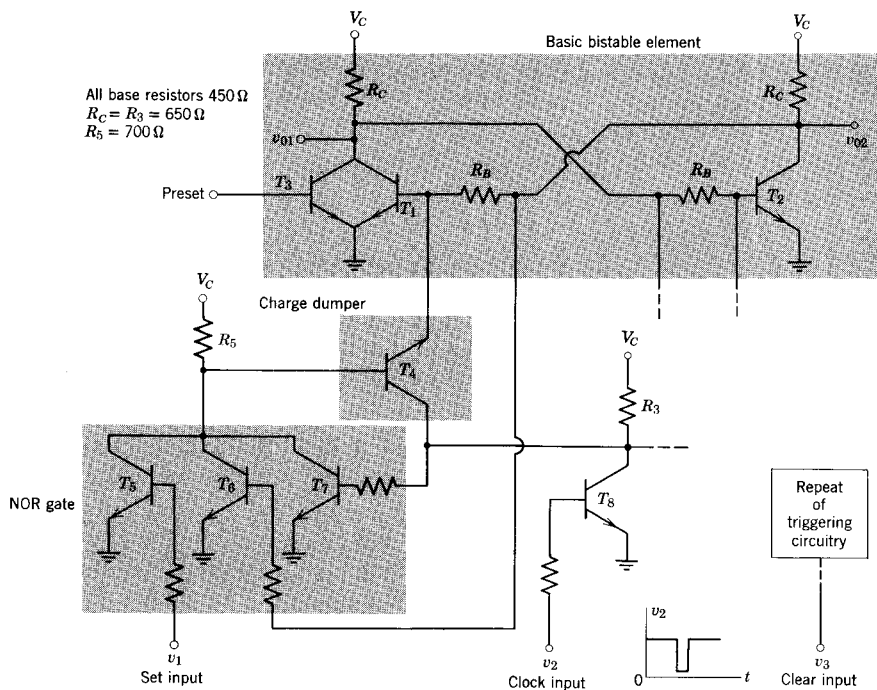 V_C
V_C
Basic bistable element
R_C
R_C
All base resistors 450 Ω
R_C = R_3 = 650 Ω
R_5 = 700 Ω
v_01
v_02
R_B
R_B
Preset
T_3
T_1
T_2
V_C
Charge dumper
R_5
T_4
V_C
R_3
NOR gate
T_5
T_6
T_7
T_8
Repeat
of
triggering
circuitry
v_2
0
t
v_1
Set input
v_2
Clock input
v_3
Clear input